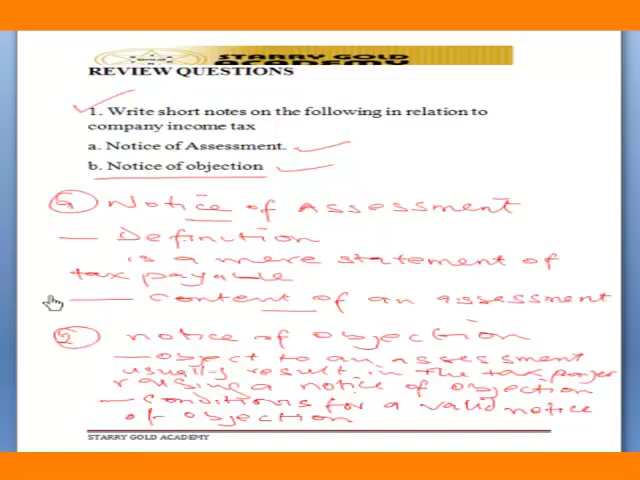 STARRY GOLD
ACADEMY
REVIEW QUESTIONS
1. Write short notes on the following in relation to
company income tax
a. Notice of Assessment.
b. Notice of objection
Notice of Assessment
— Definition
is a mere statement of
tax payable
— content of an assessment
notice of objection
— object to an assessment
usually result in the tax payer
raising a notice of objection
— conditions for a valid notice
of objection
STARRY GOLD ACADEMY